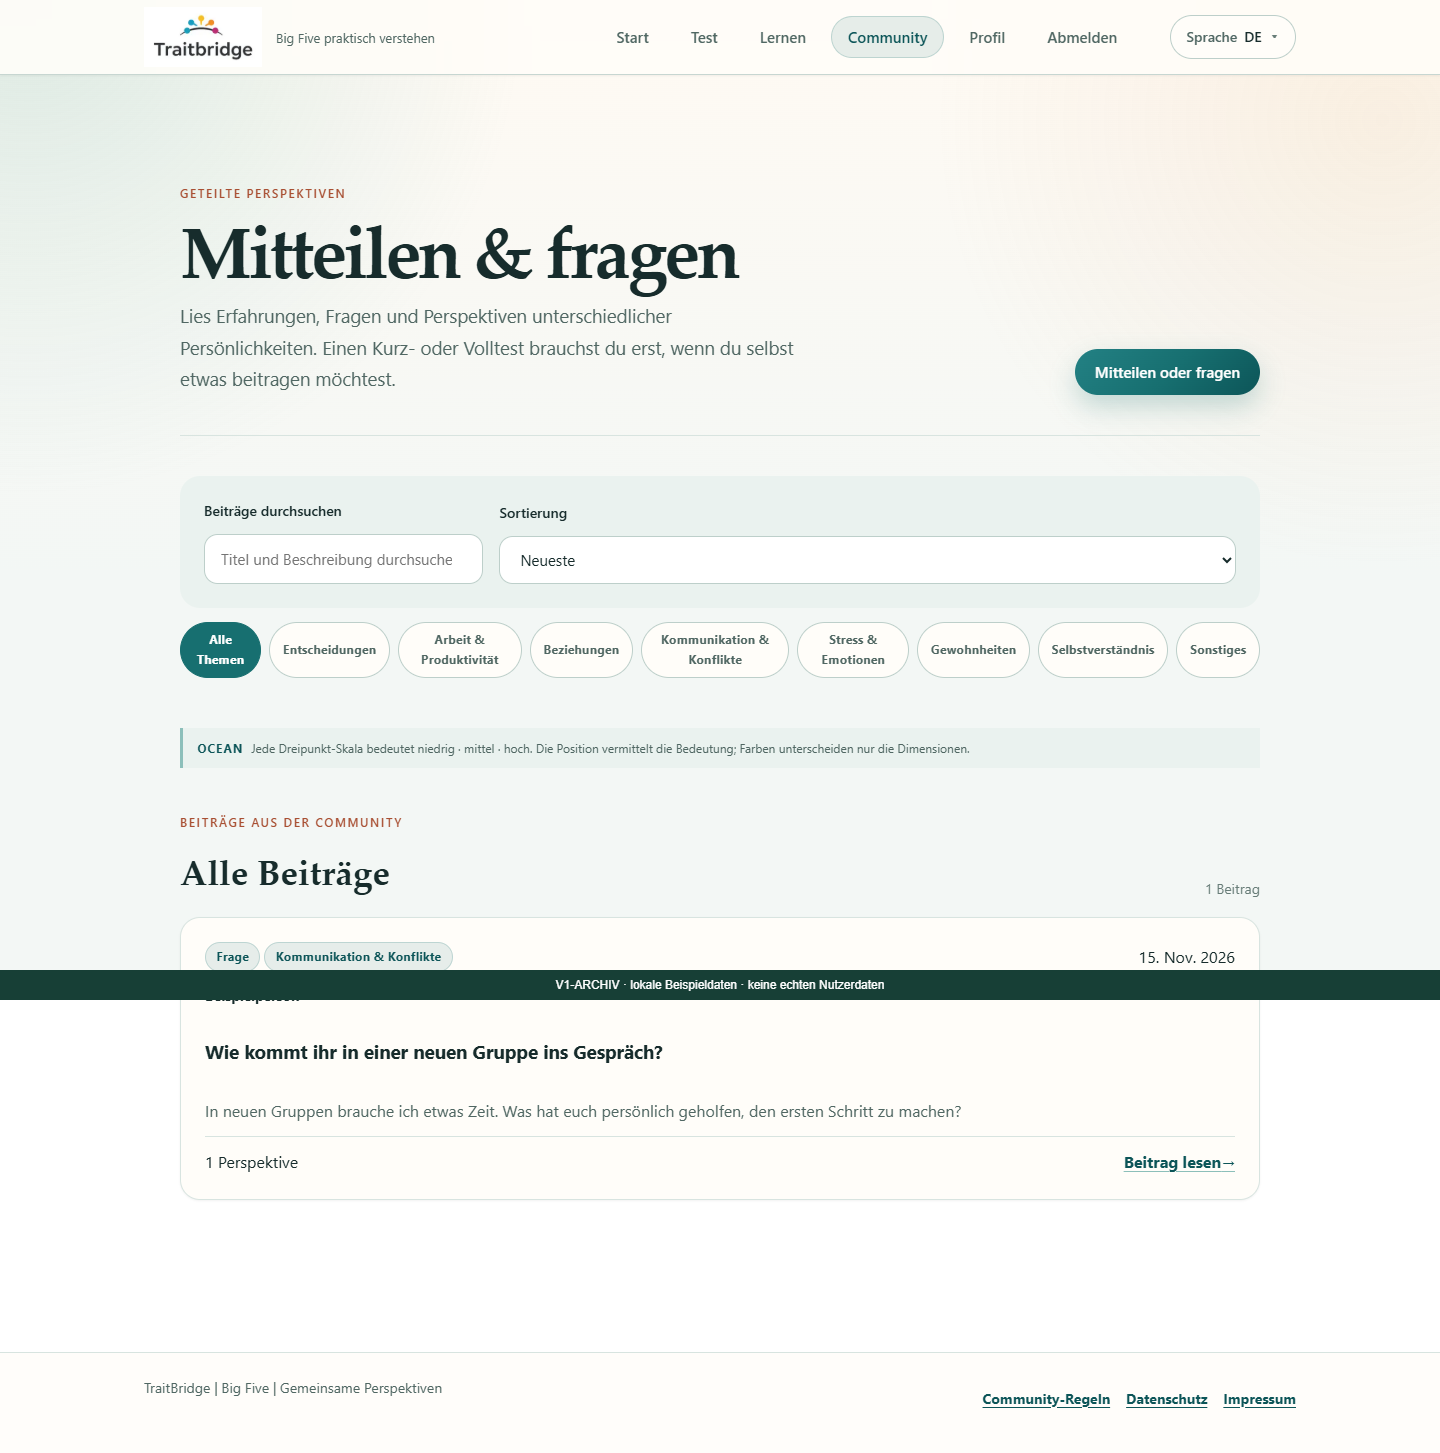 Traitbridge
Big Five praktisch verstehen
Start
Test
Lernen
Community
Profil
Abmelden
Sprache DE
GETEILTE PERSPEKTIVEN
Mitteilen & fragen
Lies Erfahrungen, Fragen und Perspektiven unterschiedlicher
Persönlichkeiten. Einen Kurz- oder Volltest brauchst du erst, wenn du selbst
etwas beitragen möchtest.
Mitteilen oder fragen
Beiträge durchsuchen
Sortierung
Titel und Beschreibung durchsuche
Neueste
Alle
Themen
Entscheidungen
Arbeit &
Produktivität
Beziehungen
Kommunikation &
Konflikte
Stress &
Emotionen
Gewohnheiten
Selbstverständnis
Sonstiges
OCEAN Jede Dreipunkt-Skala bedeutet niedrig · mittel · hoch. Die Position vermittelt die Bedeutung; Farben unterscheiden nur die Dimensionen.
BEITRÄGE AUS DER COMMUNITY
Alle Beiträge
1 Beitrag
Frage
Kommunikation & Konflikte
15. Nov. 2026
V1-ARCHIV · lokale Beispieldaten · keine echten Nutzerdaten
Wie kommt ihr in einer neuen Gruppe ins Gespräch?
In neuen Gruppen brauche ich etwas Zeit. Was hat euch persönlich geholfen, den ersten Schritt zu machen?
1 Perspektive
Beitrag lesen→
TraitBridge | Big Five | Gemeinsame Perspektiven
Community-Regeln
Datenschutz
Impressum